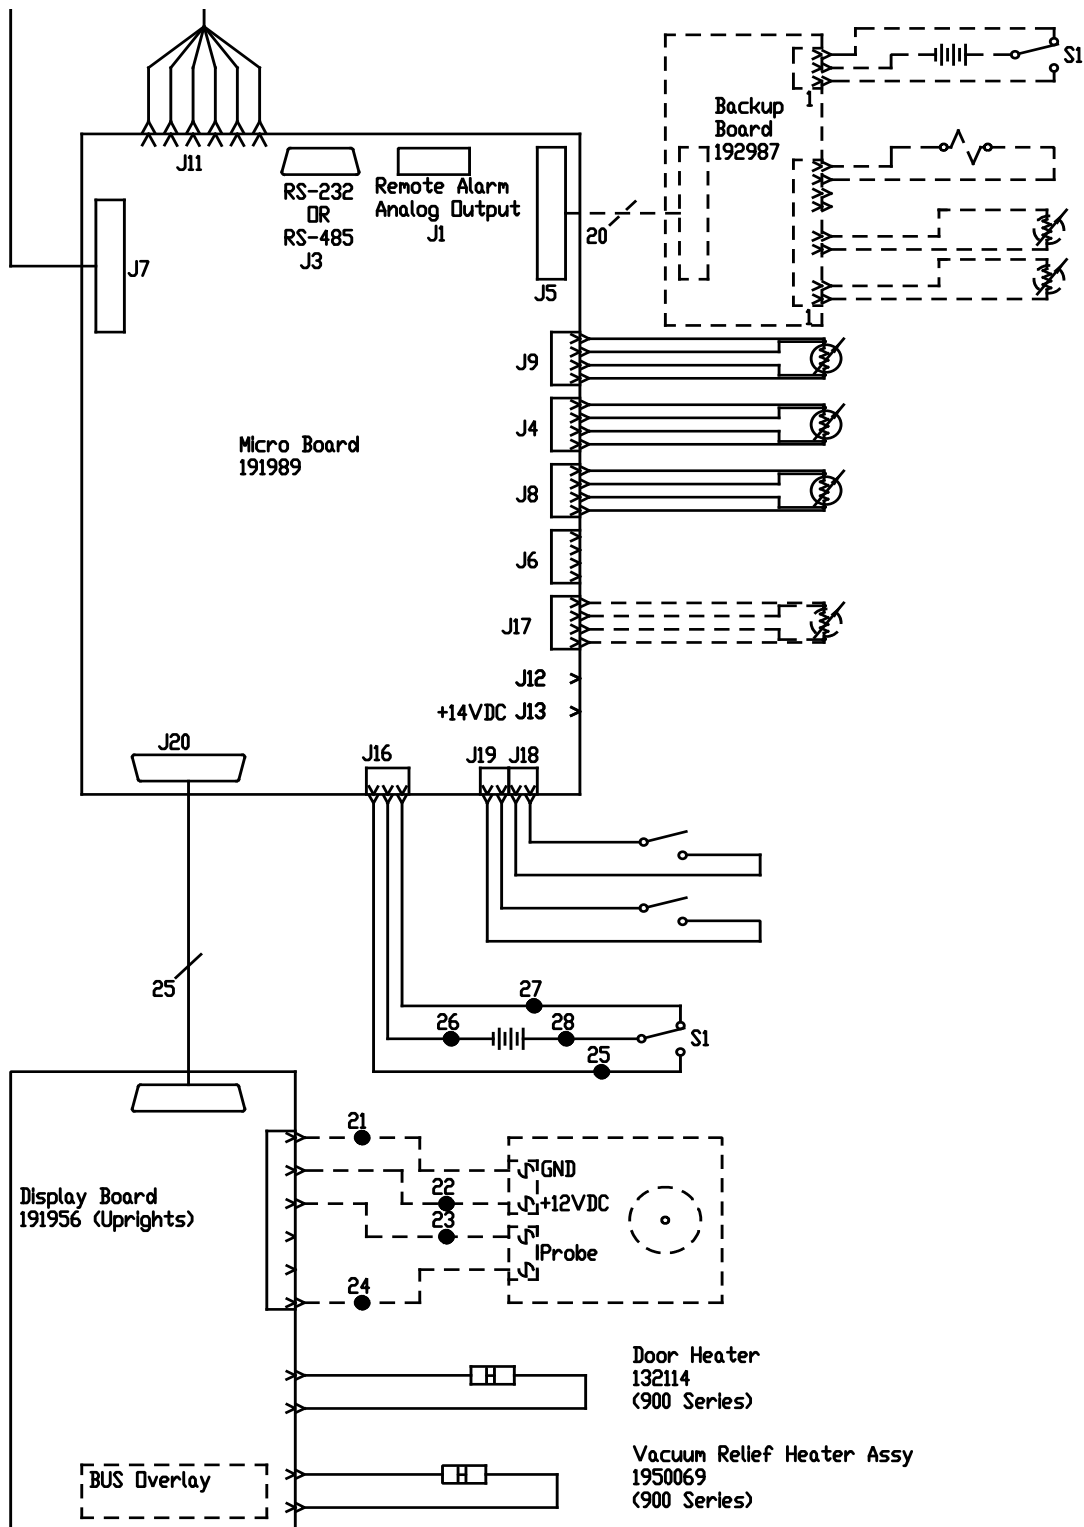 S1
1
Backup
Board
192987
J11
RS-232
OR
RS-485
J3
Remote Alarm
Analog Output
J1
20
J7
J5
1
J9
J4
Micro Board
191989
J8
J6
J17
J12
+14VDC J13
J20
J16
J19 J18
25
27
26
28
S1
25
21
GND
Display Board
191956 (Uprights)
22
+12VDC
23
Probe
24
Door Heater
132114
(900 Series)
Vacuum Relief Heater Assy
1950069
(900 Series)
BUS Overlay